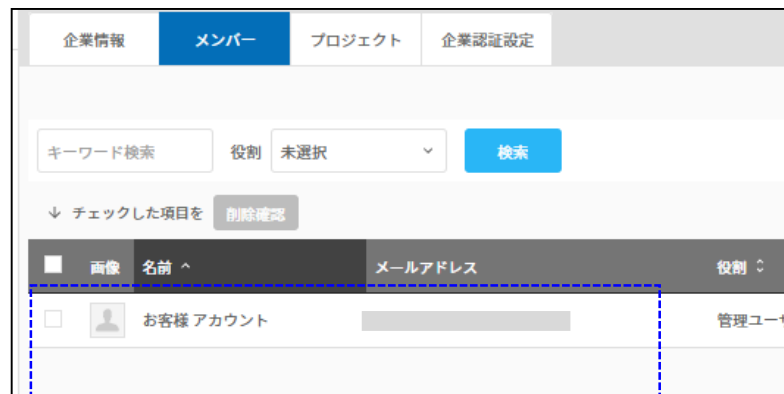 企業情報 メンバー プロジェクト 企業認証設定
キーワード検索 役割 未選択 検索
チェックした項目を 削除確認
画像 名前 メールアドレス 役割
お客様 アカウント 管理ユー